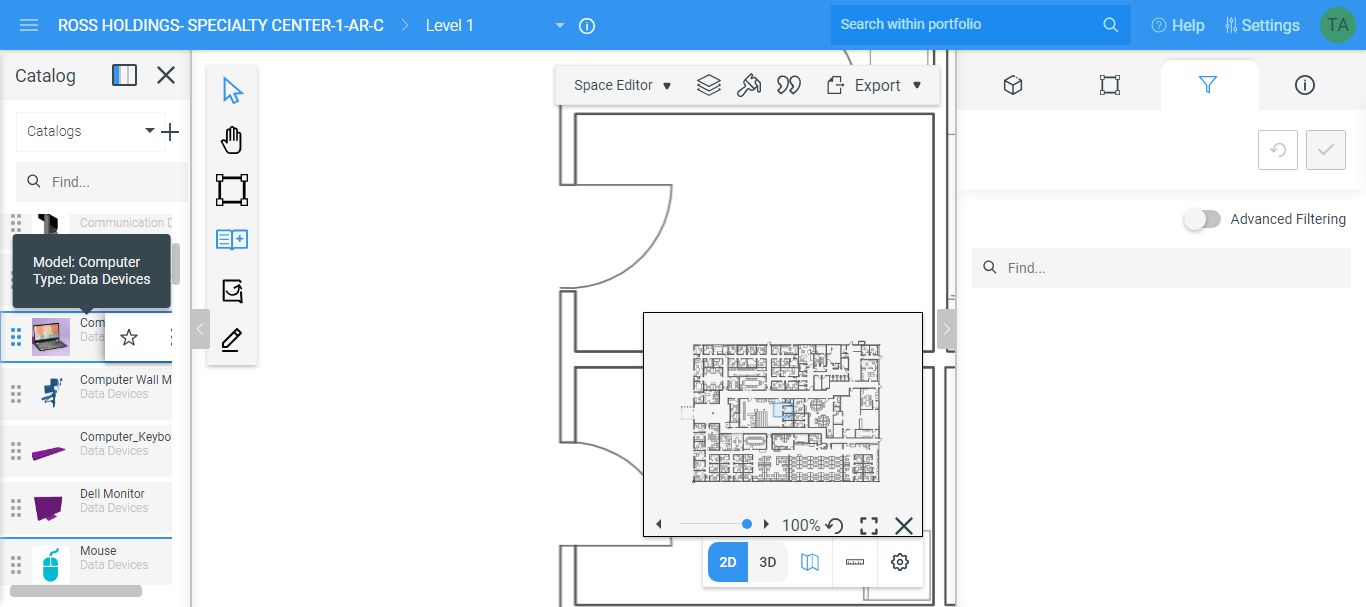 ROSS HOLDINGS- SPECIALTY CENTER-1-AR-C
Level 1
Search within portfolio
Help
Settings
TA
Catalog
Space Editor
Export
Catalogs
Find...
Communication D
Model: Computer
Type: Data Devices
Com
Data
Computer Wall M
Data Devices
Computer_Keybo
Data Devices
Dell Monitor
Data Devices
Mouse
Data Devices
Advanced Filtering
Find...
100%
2D
3D